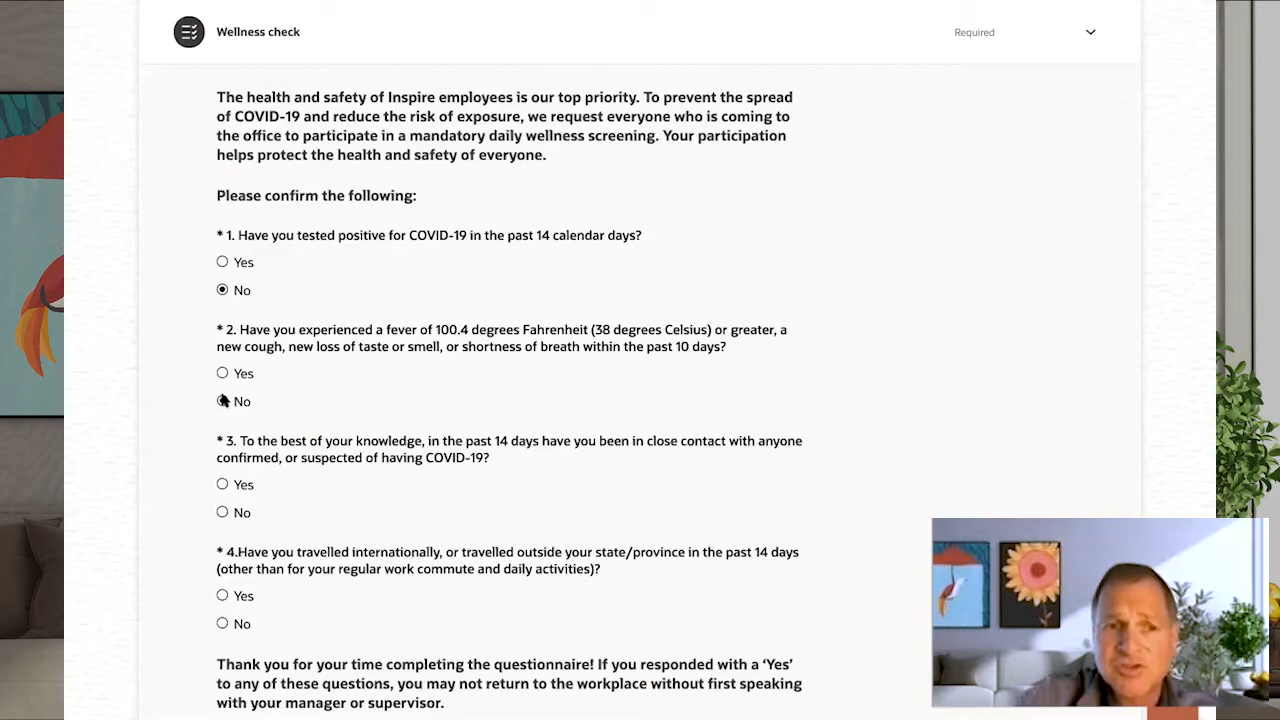 Wellness check
Required
The health and safety of Inspire employees is our top priority. To prevent the spread
of COVID-19 and reduce the risk of exposure, we request everyone who is coming to
the office to participate in a mandatory daily wellness screening. Your participation
helps protect the health and safety of everyone.
Please confirm the following:
* 1. Have you tested positive for COVID-19 in the past 14 calendar days?
Yes
No
* 2. Have you experienced a fever of 100.4 degrees Fahrenheit (38 degrees Celsius) or greater, a
new cough, new loss of taste or smell, or shortness of breath within the past 10 days?
Yes
No
* 3. To the best of your knowledge, in the past 14 days have you been in close contact with anyone
confirmed, or suspected of having COVID-19?
Yes
No
* 4.Have you travelled internationally, or travelled outside your state/province in the past 14 days
(other than for your regular work commute and daily activities)?
Yes
No
Thank you for your time completing the questionnaire! If you responded with a ‘Yes’
to any of these questions, you may not return to the workplace without first speaking
with your manager or supervisor.